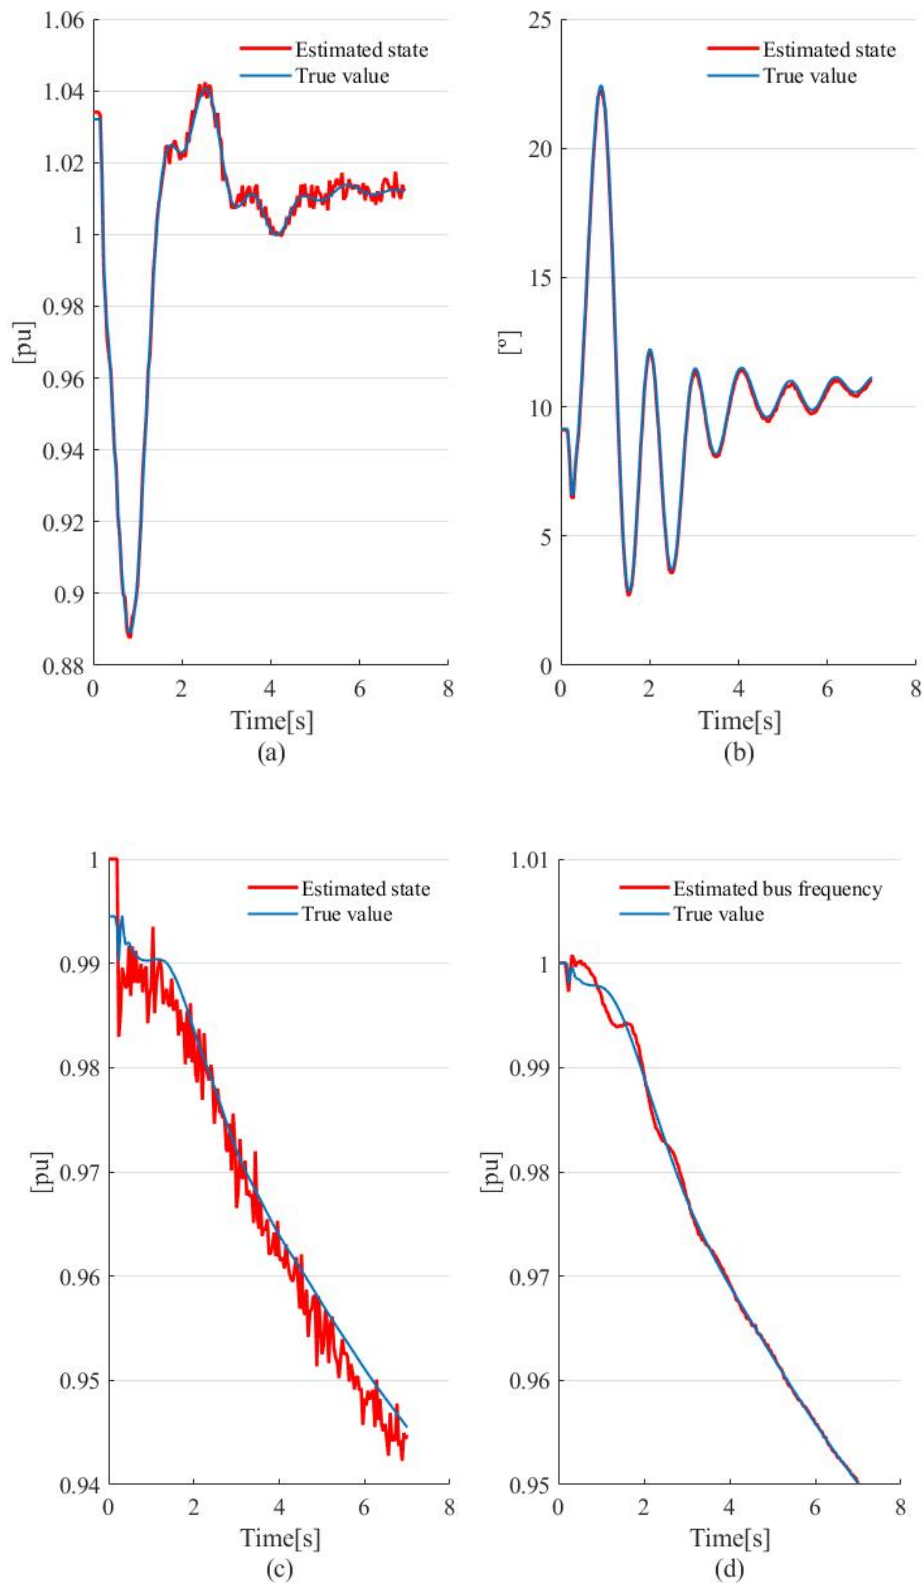 1.06
Estimated state
True value
1.04
1.02
1
0.98
0.96
0.94
0.92
0.9
0.88
[pu]
0 2 4 6 8
Time[s]
(a)
25
Estimated state
True value
20
15
10
5
0
[°]
0 2 4 6 8
Time[s]
(b)
1
Estimated state
True value
0.99
0.98
0.97
0.96
0.95
0.94
[pu]
0 2 4 6 8
Time[s]
(c)
1.01
Estimated bus frequency
True value
1
0.99
0.98
0.97
0.96
0.95
[pu]
0 2 4 6 8
Time[s]
(d)